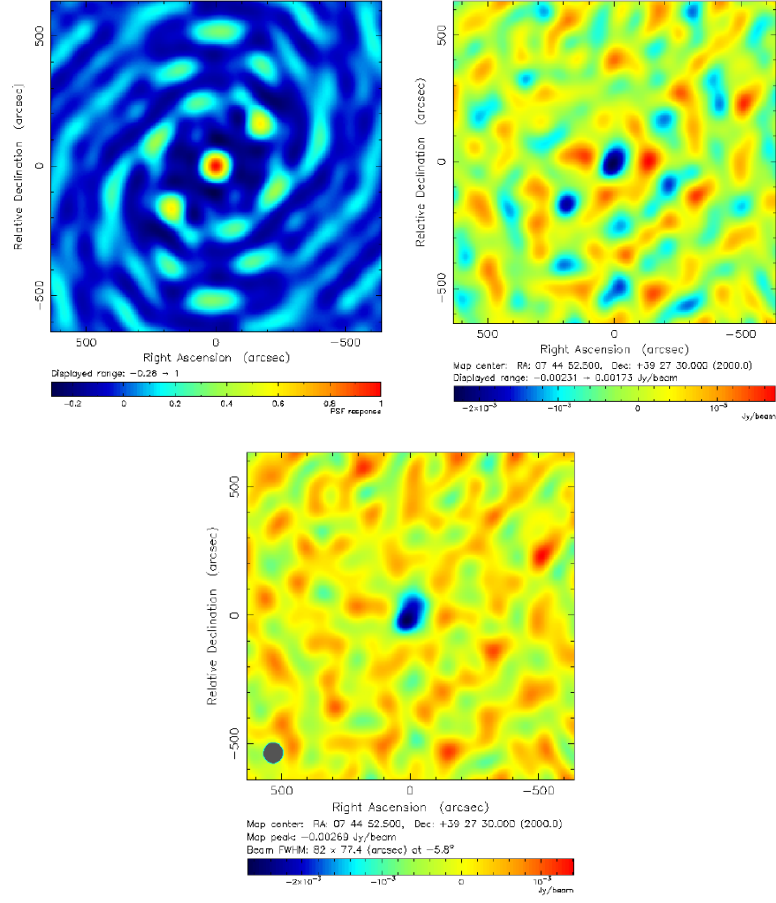 Relative Declination (arcsec)
500
0
-500
500
0
-500
Right Ascension (arcsec)
Displayed range: -0.28 → 1
-0.2
0
0.2
0.4
0.6
0.8
1
PSF response
Relative Declination (arcsec)
500
0
-500
500
0
-500
Right Ascension (arcsec)
Map center: RA: 07 44 52.500, Dec: +39 27 30.000 (2000.0)
Displayed range: -0.00231 → 0.00173 Jy/beam
-2×10⁻³
-10⁻³
0
10⁻³
Jy/beam
Relative Declination (arcsec)
500
0
-500
500
0
-500
Right Ascension (arcsec)
Map center: RA: 07 44 52.500, Dec: +39 27 30.000 (2000.0)
Map peak: -0.00269 Jy/beam
Beam FWHM: 82 x 77.4 (arcsec) at -5.8°
-2×10⁻³
-10⁻³
0
10⁻³
Jy/beam